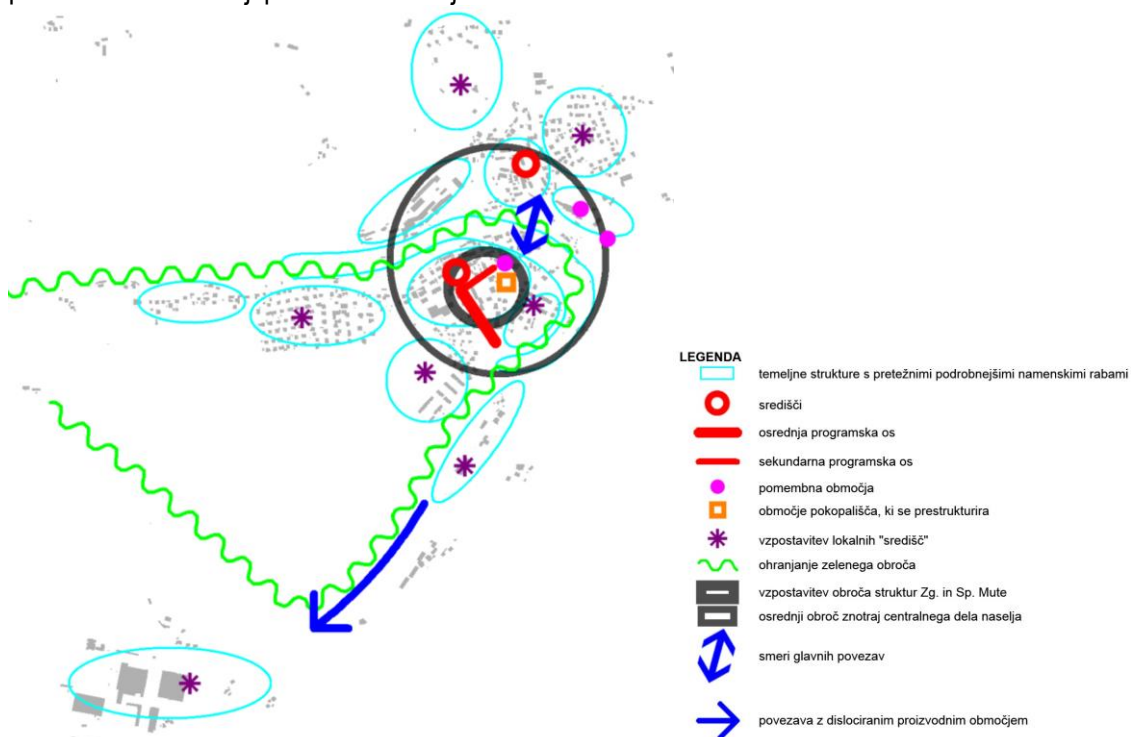 LEGENDA
temeljne strukture s pretežnimi podrobnejšimi namenskimi rabami
središči
osrednja programska os
sekundarna programska os
pomembna območja
območje pokopališča, ki se prestrukturira
vzpostavitev lokalnih "središč"
ohranjanje zelenega obroča
vzpostavitev obroča struktur Zg. in Sp. Mute
osrednji obroč znotraj centralnega dela naselja
smeri glavnih povezav
povezava z dislociranim proizvodnim območjem